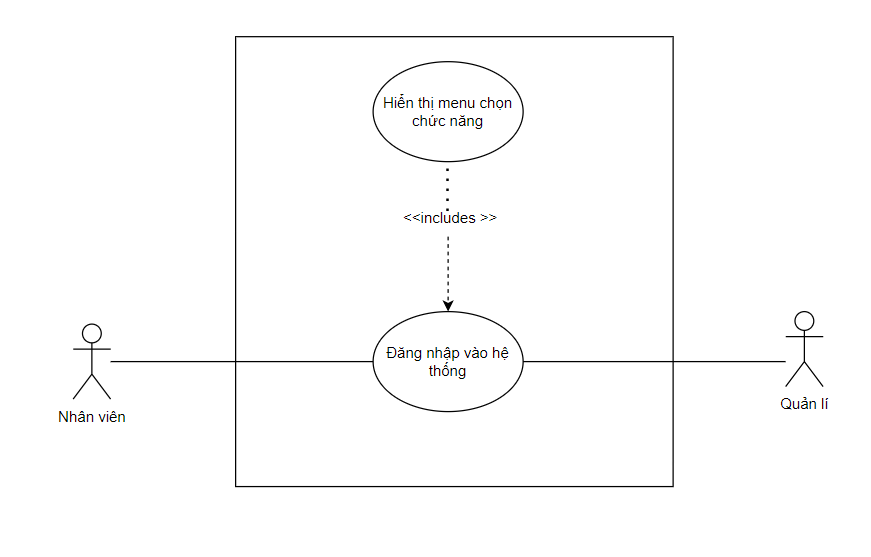 Hiển thị menu chọn
chức năng
<<includes >>
Đăng nhập vào hệ
thống
Nhân viên
Quản lí